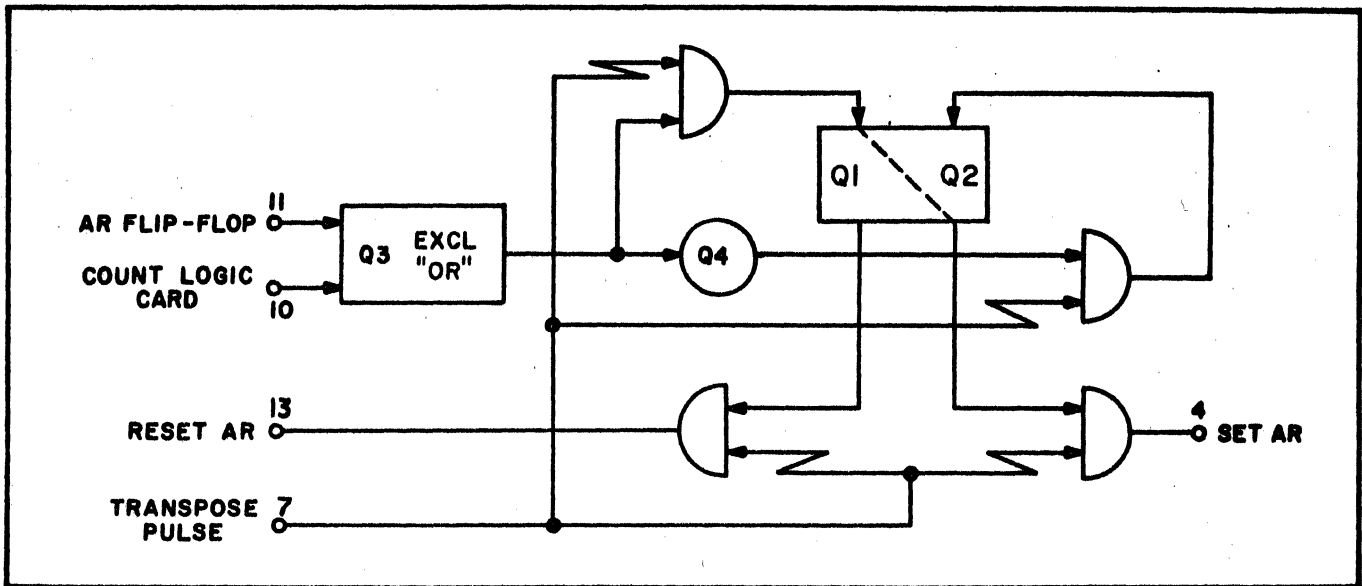 11
AR FLIP-FLOP
COUNT LOGIC
CARD
10
Q3
EXCL
"OR"
Q4
Q1
Q2
13
RESET AR
4
SET AR
TRANSPOSE 7
PULSE